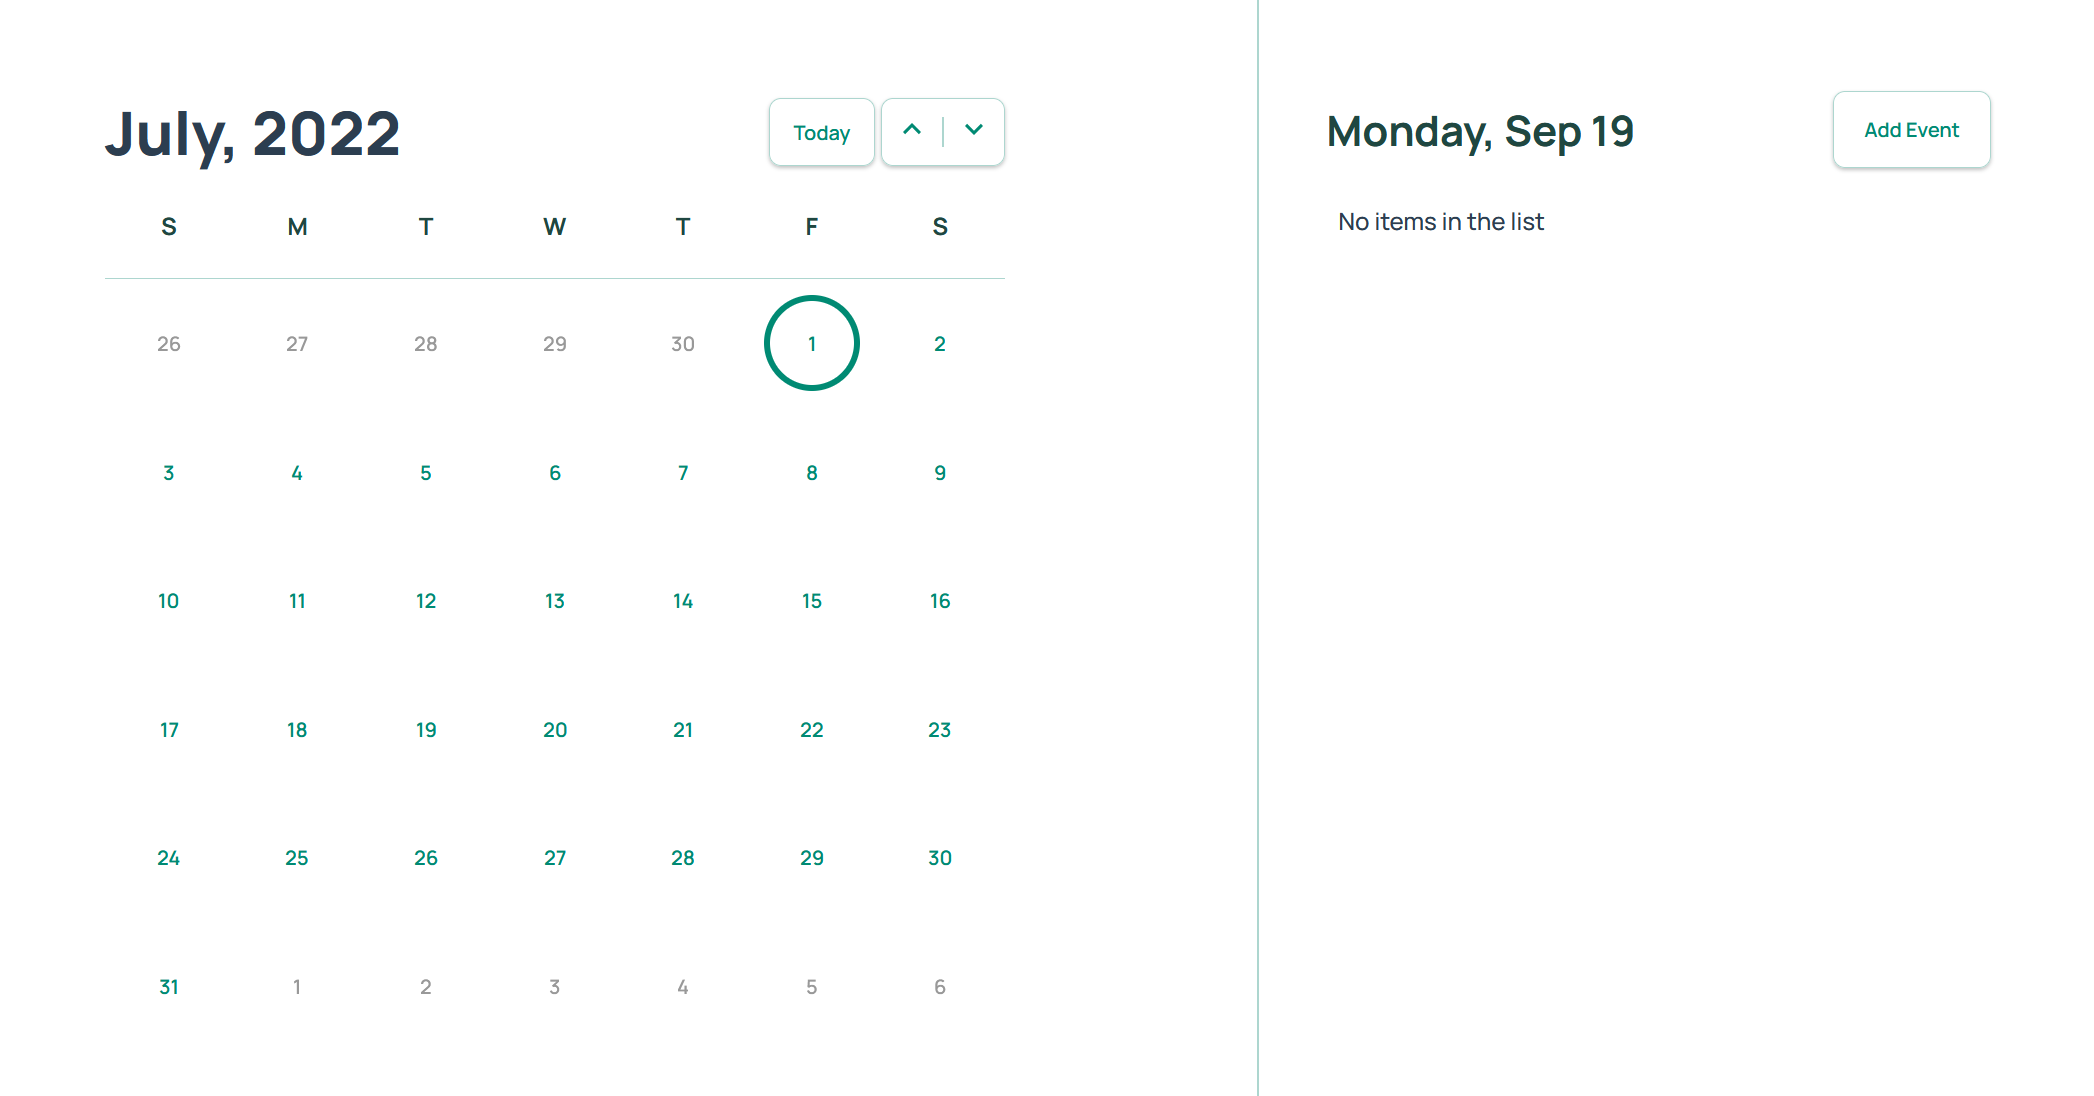 July, 2022
Today
S M T W T F S
26 27 28 29 30 1 2
3 4 5 6 7 8 9
10 11 12 13 14 15 16
17 18 19 20 21 22 23
24 25 26 27 28 29 30
31 1 2 3 4 5 6
Monday, Sep 19
Add Event
No items in the list